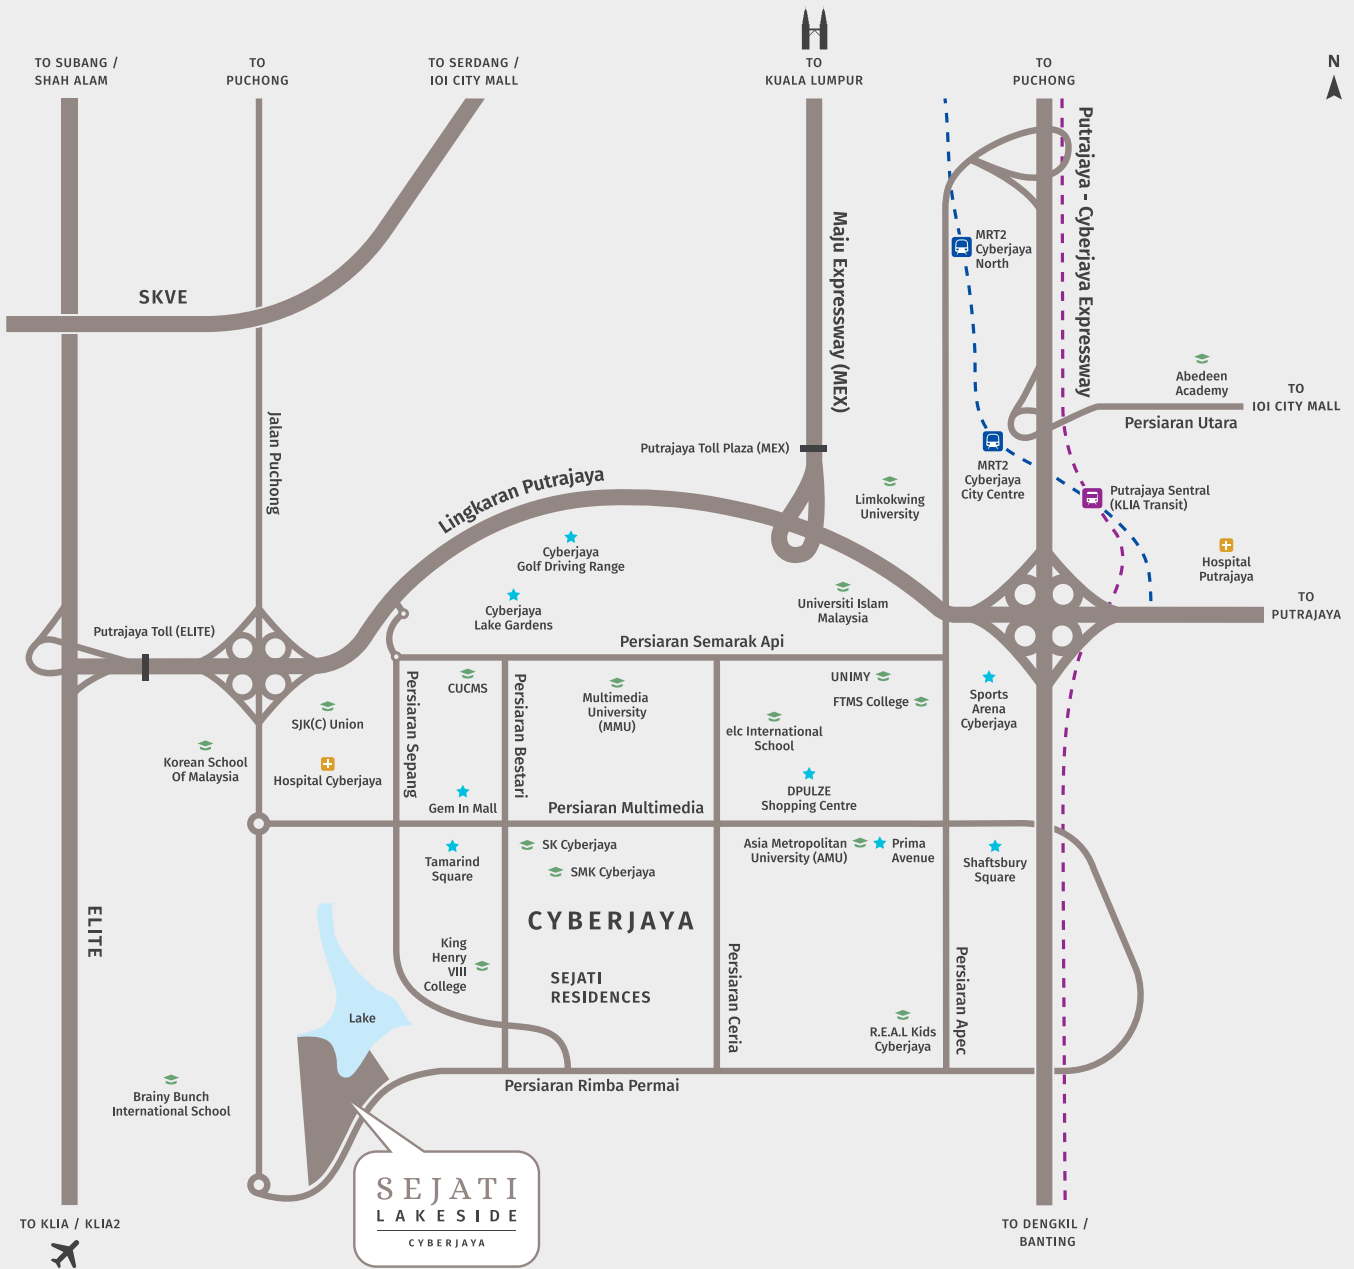 TO SUBANG /
SHAH ALAM
TO
PUCHONG
TO SERDANG /
IOI CITY MALL
TO
KUALA LUMPUR
TO
PUCHONG
N
Putrajaya - Cyberjaya Expressway
Maju Expressway (MEX)
MRT2
Cyberjaya
North
SKVE
Abedeen
Academy
TO
IOI CITY MALL
Persiaran Utara
Jalan Puchong
Putrajaya Toll Plaza (MEX)
MRT2
Cyberjaya
City Centre
Lingkaran Putrajaya
Limkokwing
University
Putrajaya Sentral
(KLIA Transit)
Cyberjaya
Golf Driving Range
Hospital
Putrajaya
Cyberjaya
Lake Gardens
Universiti Islam
Malaysia
TO
PUTRAJAYA
Putrajaya Toll (ELITE)
Persiaran Semarak Api
CUCMS
Persiaran Sepang
Persiaran Bestari
Multimedia
University
(MMU)
UNIMY
FTMS College
Sports
Arena
Cyberjaya
SJK(C) Union
elc International
School
Korean School
Of Malaysia
Hospital Cyberjaya
Gem In Mall
DPULZE
Shopping Centre
Persiaran Multimedia
Tamarind
Square
SK Cyberjaya
SMK Cyberjaya
Asia Metropolitan
University (AMU)
Prima
Avenue
Shaftsbury
Square
ELITE
CYBERJAYA
King
Henry
VIII
College
SEJATI
RESIDENCES
Persiaran Ceria
Persiaran Apec
Lake
R.E.A.L Kids
Cyberjaya
Persiaran Rimba Permai
Brainy Bunch
International School
SEJATI
LAKESIDE
CYBERJAYA
TO KLIA / KLIA2
TO DENGKIL /
BANTING